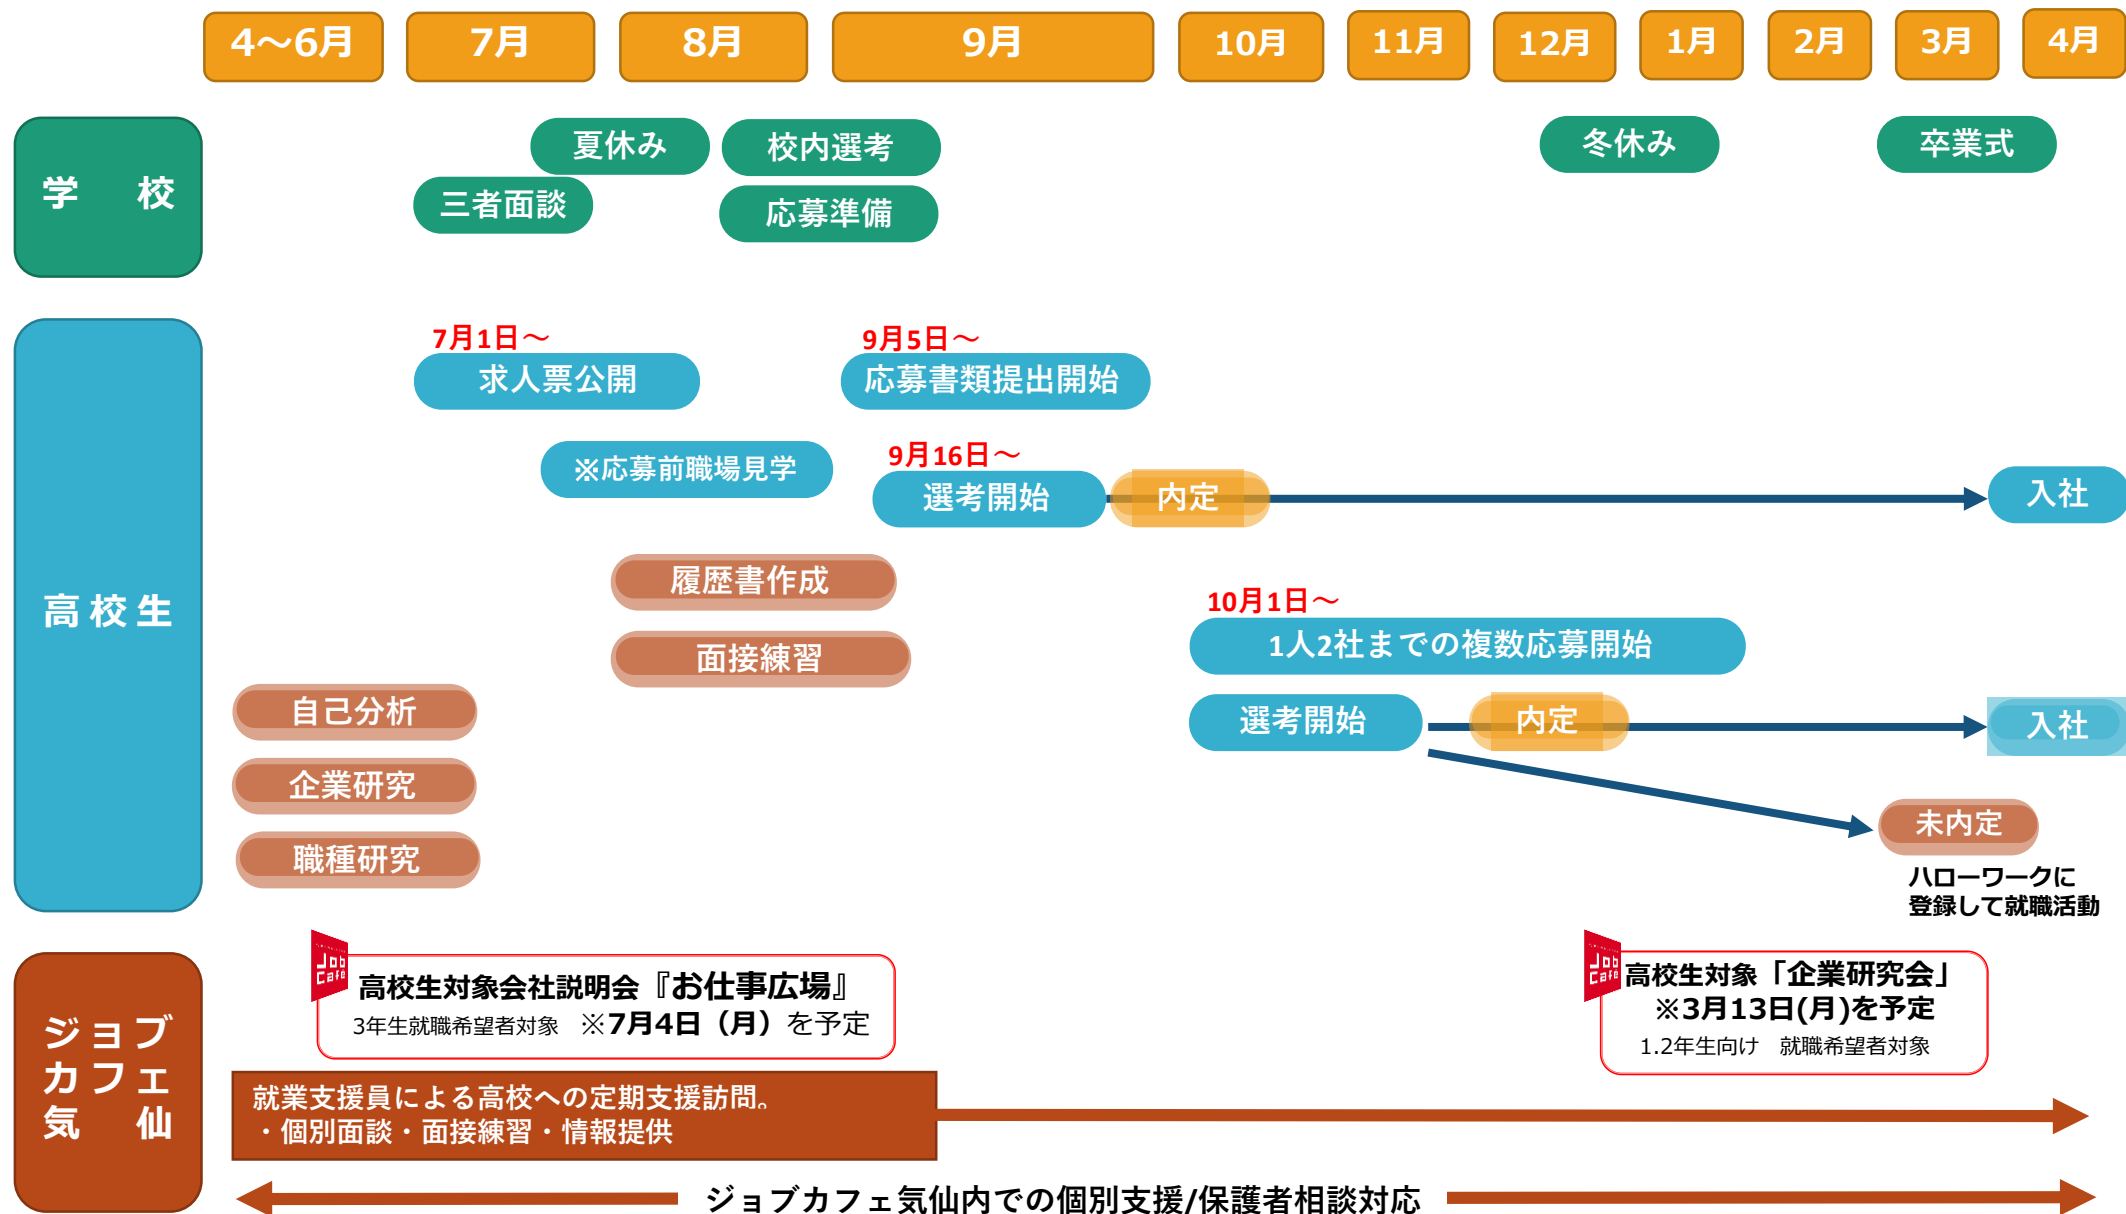 4～6月
7月
8月
9月
10月
11月
12月
1月
2月
3月
4月
学　校
夏休み
校内選考
冬休み
卒業式
三者面談
応募準備
高校生
7月1日～
求人票公開
9月5日～
応募書類提出開始
※応募前職場見学
9月16日～
選考開始
内定
入社
履歴書作成
面接練習
10月1日～
1人2社までの複数応募開始
自己分析
選考開始
内定
入社
企業研究
職種研究
未内定
ハローワークに
登録して就職活動
ジョブ
カフェ
気　仙
Job
Cafe
高校生対象会社説明会『お仕事広場』
3年生就職希望者対象　※7月4日（月）を予定
Job
Cafe
高校生対象「企業研究会」
※3月13日(月)を予定
1.2年生向け　就職希望者対象
就業支援員による高校への定期支援訪問。
・個別面談・面接練習・情報提供
ジョブカフェ気仙内での個別支援/保護者相談対応